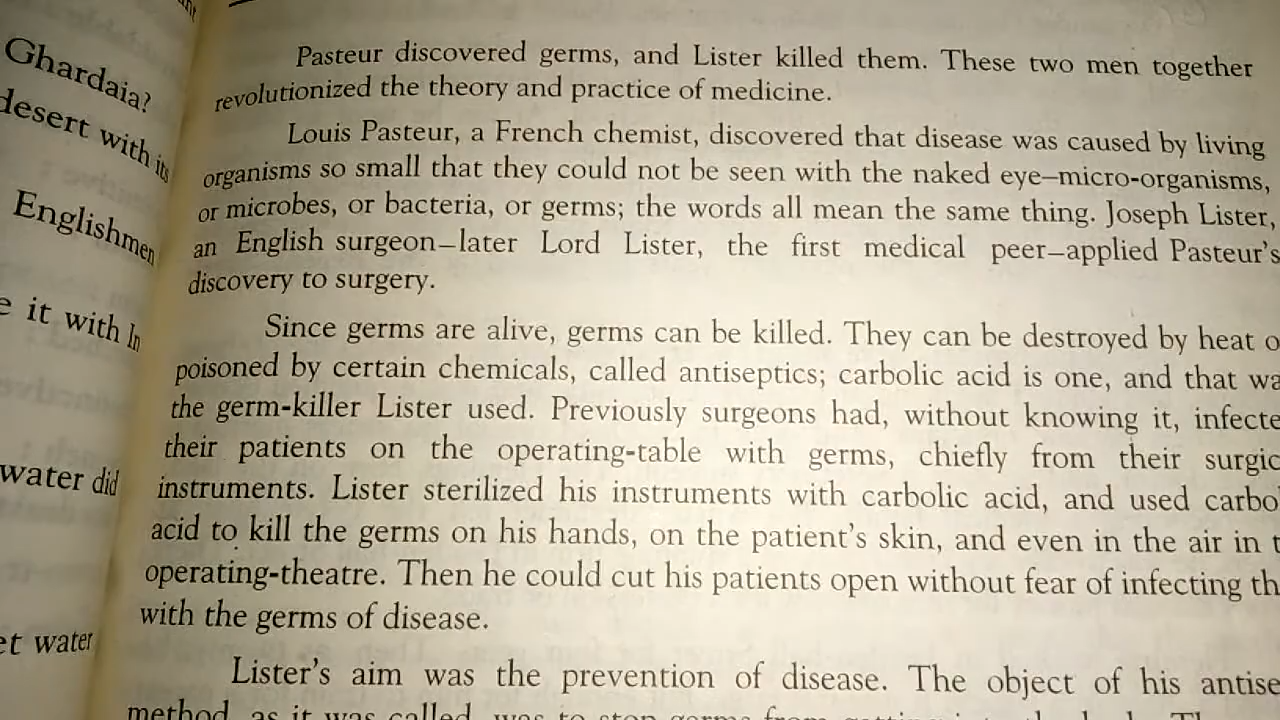 Ghardaia?
desert with its
Englishmen
it with
water did
water
Pasteur discovered germs, and Lister killed them. These two men together
revolutionized the theory and practice of medicine.
Louis Pasteur, a French chemist, discovered that disease was caused by living
organisms so small that they could not be seen with the naked eye—micro-organisms,
or microbes, or bacteria, or germs; the words all mean the same thing. Joseph Lister,
an English surgeon—later Lord Lister, the first medical peer—applied Pasteur's
discovery to surgery.
Since germs are alive, germs can be killed. They can be destroyed by heat o
poisoned by certain chemicals, called antiseptics; carbolic acid is one, and that wa
the germ-killer Lister used. Previously surgeons had, without knowing it, infecte
their patients on the operating-table with germs, chiefly from their surgic
instruments. Lister sterilized his instruments with carbolic acid, and used carbo
acid to kill the germs on his hands, on the patient's skin, and even in the air in t
operating-theatre. Then he could cut his patients open without fear of infecting th
with the germs of disease.
Lister's aim was the prevention of disease. The object of his antise
method, as it was called, was to stop germs from